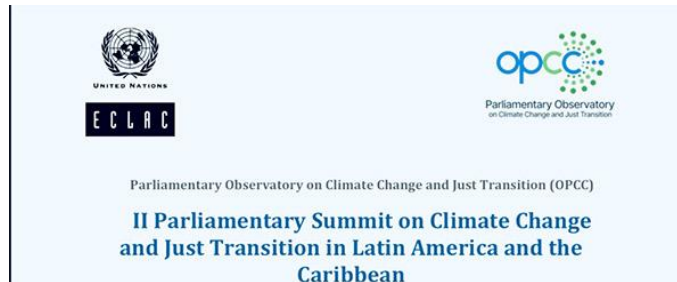 UNITED NATIONS
ECLAC
opcc
Parliamentary Observatory
on Climate Change and Just Transition
Parliamentary Observatory on Climate Change and Just Transition (OPCC)
II Parliamentary Summit on Climate Change
and Just Transition in Latin America and the
Caribbean